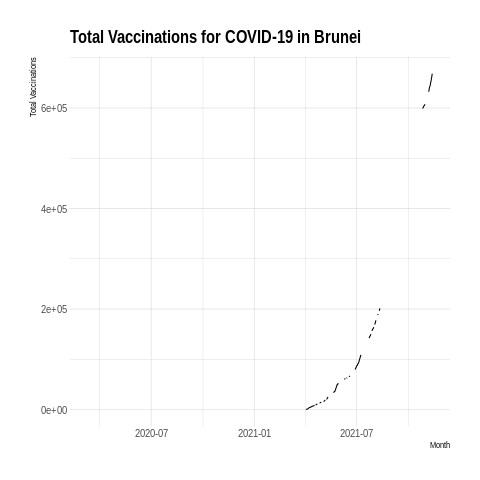 Total Vaccinations for COVID-19 in Brunei
Total Vaccinations
6e+05
4e+05
2e+05
0e+00
2020-07 2021-01 2021-07
Month